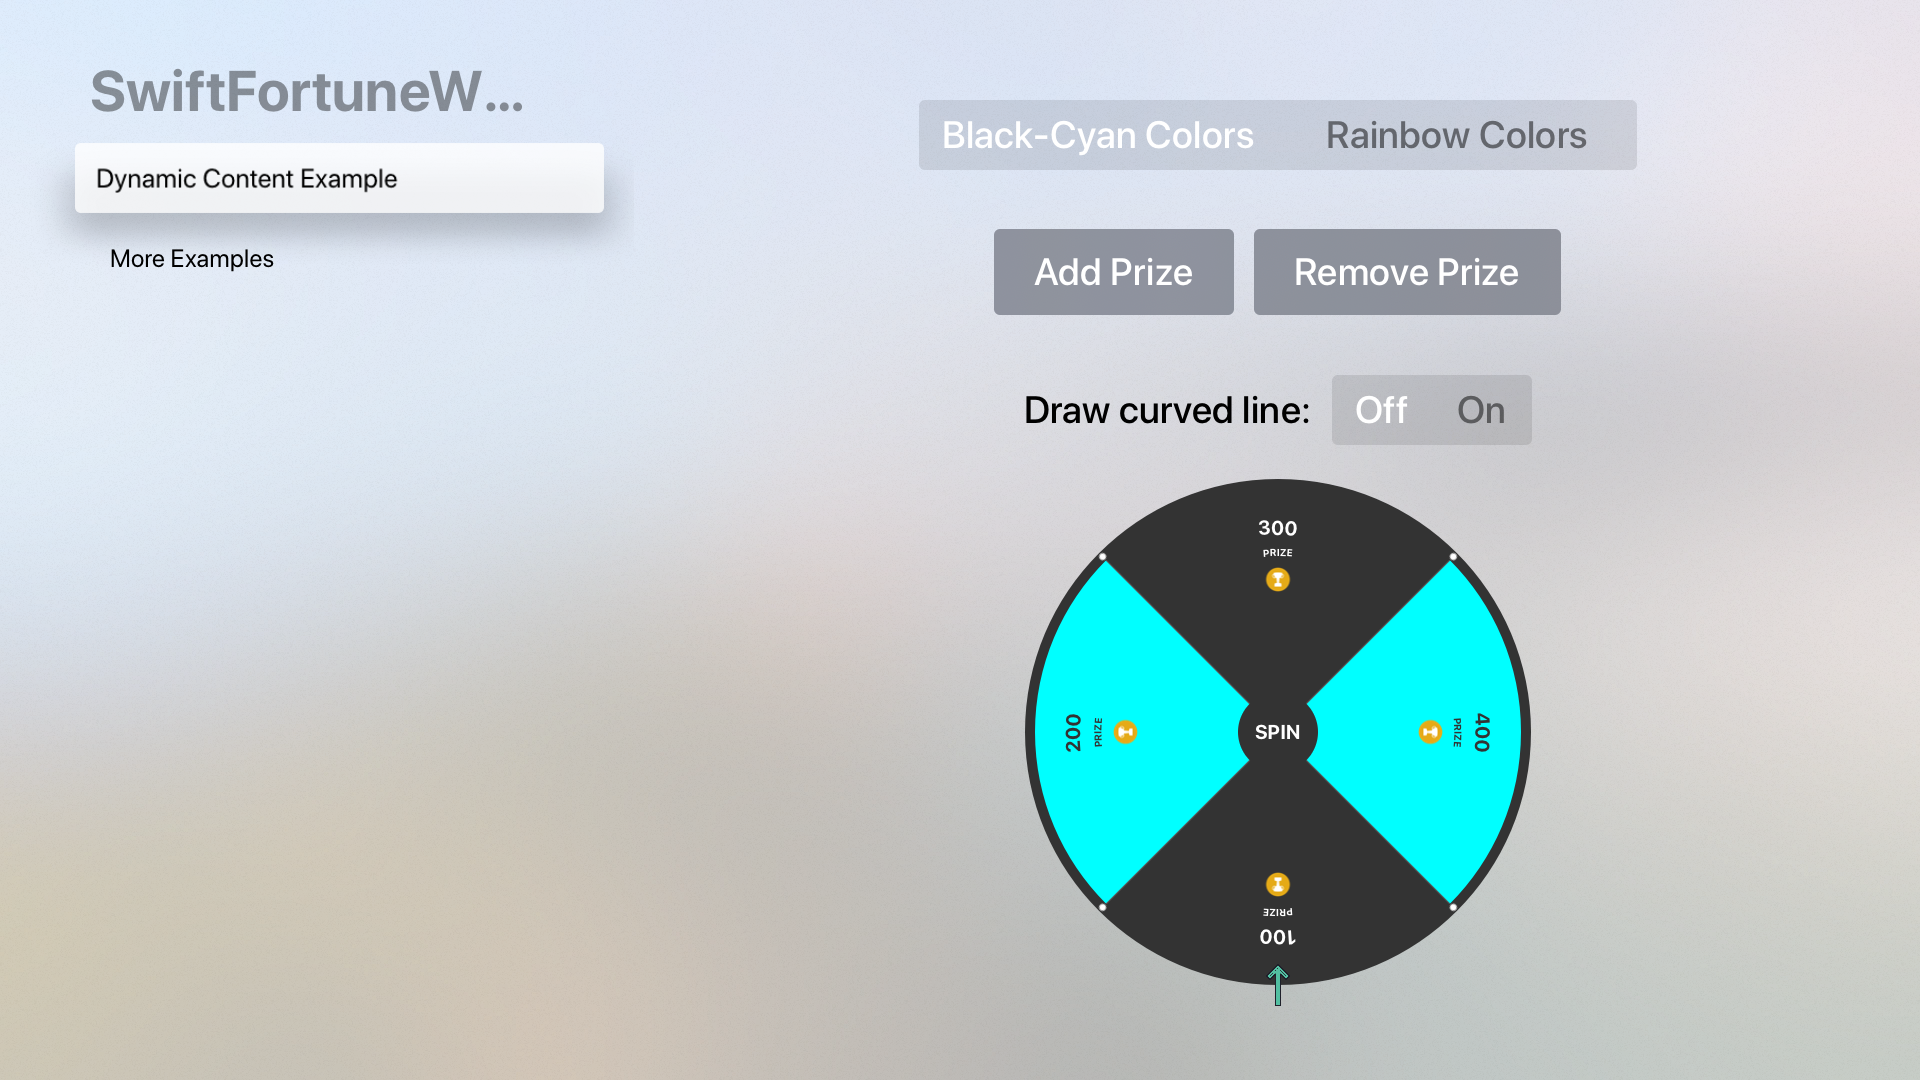 SwiftFortuneW...
Dynamic Content Example
More Examples
Black-Cyan Colors
Rainbow Colors
Add Prize
Remove Prize
Draw curved line:
Off
On
300
PRIZE
200
PRIZE
SPIN
400
PRIZE
PRIZE
100